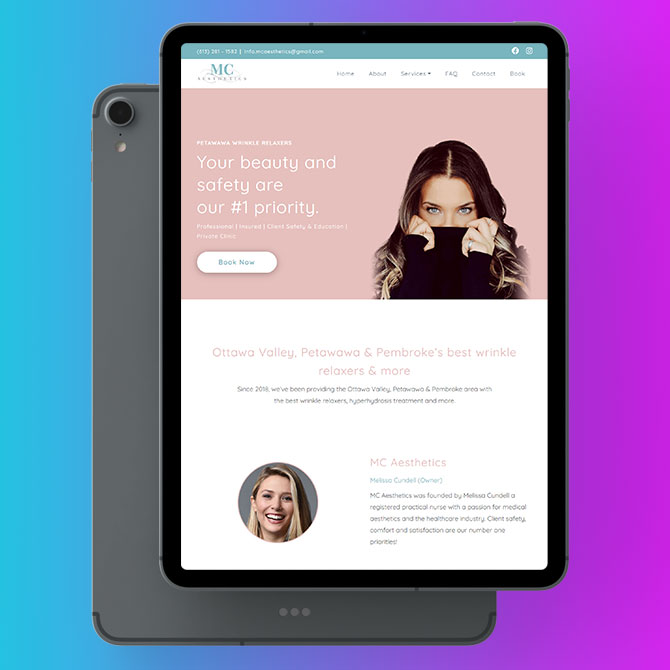 (613) 281 - 1582 | info.mcaesthetics@gmail.com
MC
AESTHETICS
Home About Services FAQ Contact Book
PETAWAWA WRINKLE RELAXERS
Your beauty and
safety are
our #1 priority.
Professional | Insured | Client Safety & Education |
Private Clinic
Book Now
Ottawa Valley, Petawawa & Pembroke's best wrinkle
relaxers & more
Since 2018, we've been providing the Ottawa Valley, Petawawa & Pembroke area with
the best wrinkle relaxers, hyperhydrosis treatment and more.
MC Aesthetics
Melissa Cundell (Owner)
MC Aesthetics was founded by Melissa Cundell a
registered practical nurse with a passion for medical
aesthetics and the healthcare industry. Client safety,
comfort and satisfaction are our number one
priorities!